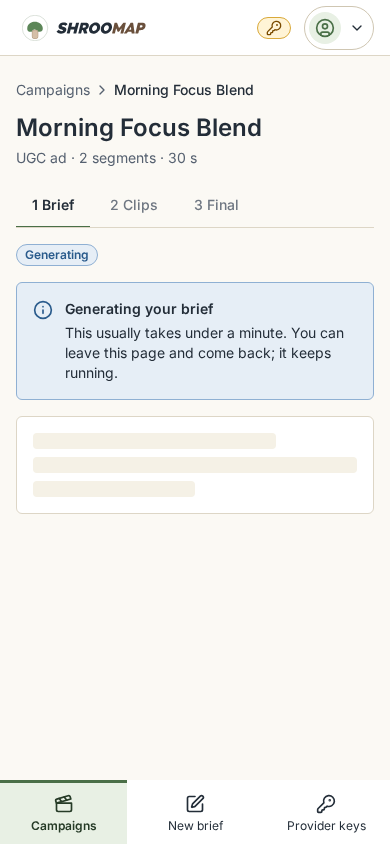 SHROOMAP
Campaigns > Morning Focus Blend
Morning Focus Blend
UGC ad · 2 segments · 30 s
1 Brief 2 Clips 3 Final
Generating
Generating your brief
This usually takes under a minute. You can
leave this page and come back; it keeps
running.
Campaigns New brief Provider keys